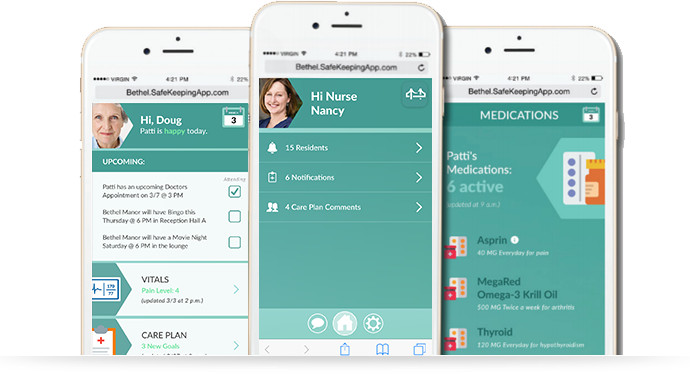 VIRGIN 4:21 PM 22%
Bethel.SafeKeepingApp.com
Hi, Doug
Patti is happy today.
3
UPCOMING:
Attending
Patti has an upcoming Doctors
Appointment on 3/7 @ 3 PM
Bethel Manor will have Bingo this
Thursday @ 6 PM in Reception Hall A
Bethel Manor will have a Movie Night
Saturday @ 6 PM in the lounge
VITALS
Pain Level: 4
(updated 3/3 at 2 p.m.)
178
77
CARE PLAN
3 New Goals
VIRGIN 4:21 PM 22%
Bethel.SafeKeepingApp.com
Hi Nurse
Nancy
15 Residents
6 Notifications
4 Care Plan Comments
VIRGIN 4:21 PM 22%
Bethel.SafeKeepingApp.com
MEDICATIONS
3
Patti's
Medications:
6 active
(updated at 9 a.m.)
Asprin
40 MG Everyday for pain
MegaRed
Omega-3 Krill Oil
500 MG Twice a week for arthritis
Thyroid
120 MG Everyday for hypothyroidism